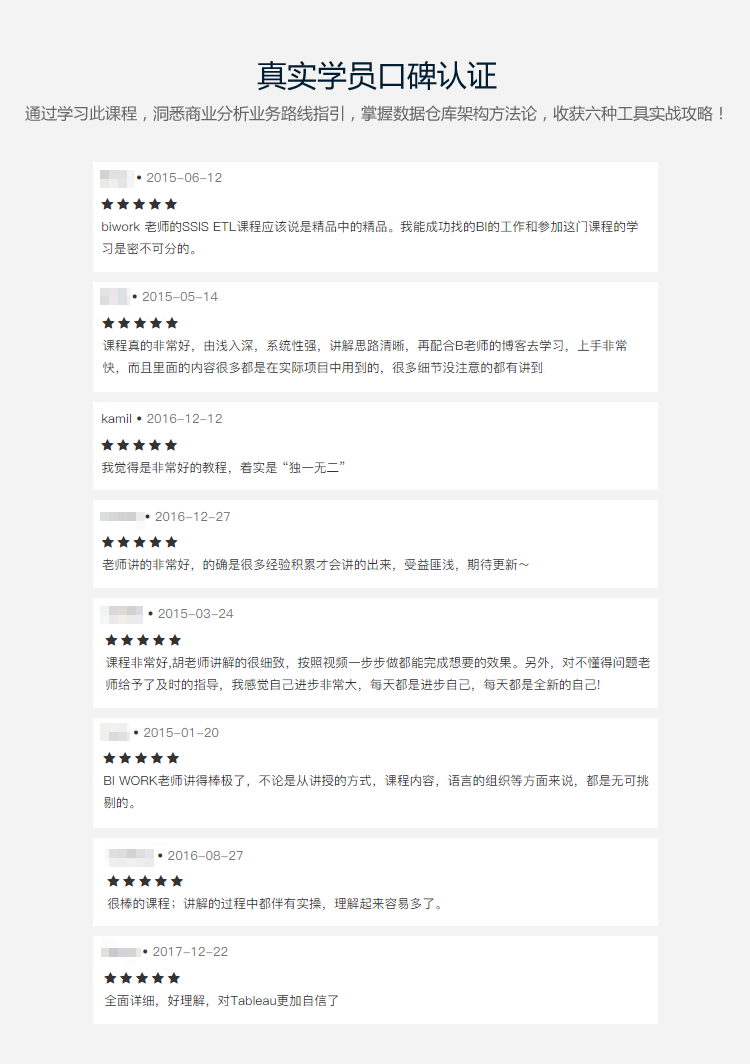 真实学员口碑认证
通过学习此课程，洞悉商业分析业务路线指引，掌握数据仓库架构方法论，收获六种工具实战攻略！
• 2015-06-12
★★★★★
biwork 老师的SSIS ETL课程应该说是精品中的精品。我能成功找的BI的工作和参加这门课程的学
习是密不可分的。
• 2015-05-14
★★★★★
课程真的非常好，由浅入深，系统性强，讲解思路清晰，再配合B老师的博客去学习，上手非常
快，而且里面的内容很多都是在实际项目中用到的，很多细节没注意的都有讲到
kamil • 2016-12-12
★★★★★
我觉得是非常好的教程，着实是“独一无二”
• 2016-12-27
★★★★★
老师讲的非常好，的确是很多经验积累才会讲的出来，受益匪浅，期待更新～
• 2015-03-24
★★★★★
课程非常好,胡老师讲解的很细致，按照视频一步步做都能完成想要的效果。另外，对不懂得问题老
师给予了及时的指导，我感觉自己进步非常大，每天都是进步自己，每天都是全新的自己!
• 2015-01-20
★★★★★
BI WORK老师讲得棒极了，不论是从讲授的方式，课程内容，语言的组织等方面来说，都是无可挑
剔的。
• 2016-08-27
★★★★★
很棒的课程；讲解的过程中都伴有实操，理解起来容易多了。
• 2017-12-22
★★★★★
全面详细，好理解，对Tableau更加自信了